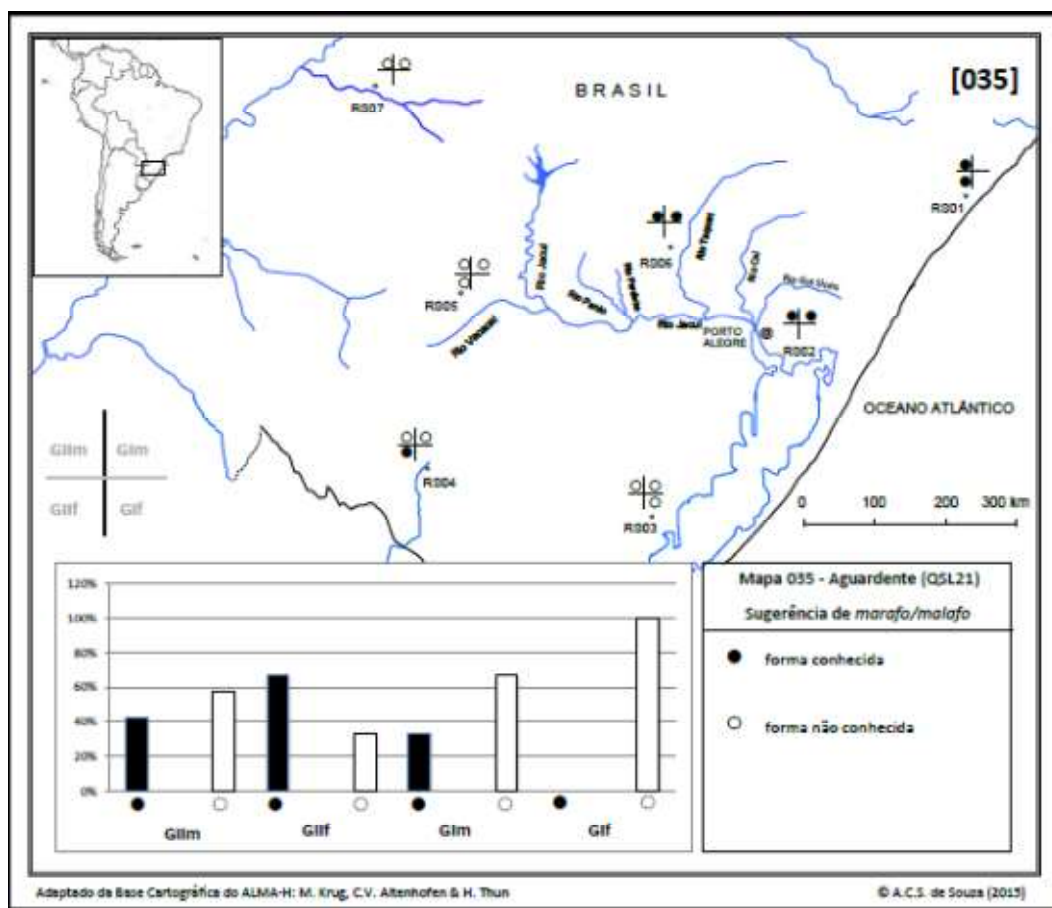 [035]
BRASIL
RS07
RS01
RS06
Rio Taquari
Rio Jacuí
RS05
Rio Caí
Rio dos Sinos
Rio Pardo
Rio Jacuí
Rio Vacacaí
PORTO
ALEGRE
RS02
OCEANO ATLÂNTICO
GIIm GIm
GIIf GIf
RS04
RS03
0 100 200 300 km
Mapa 035 - Aguardente (QSL21)
Sugerência de marafo/malafo
forma conhecida
forma não conhecida
120%
100%
80%
60%
40%
20%
0%
GIIm GIIf GIm GIf
Adaptado da Base Cartográfica do ALMA-H: M. Krug, C.V. Altenhofen & H. Thun
© A.C.S. de Souza (2015)